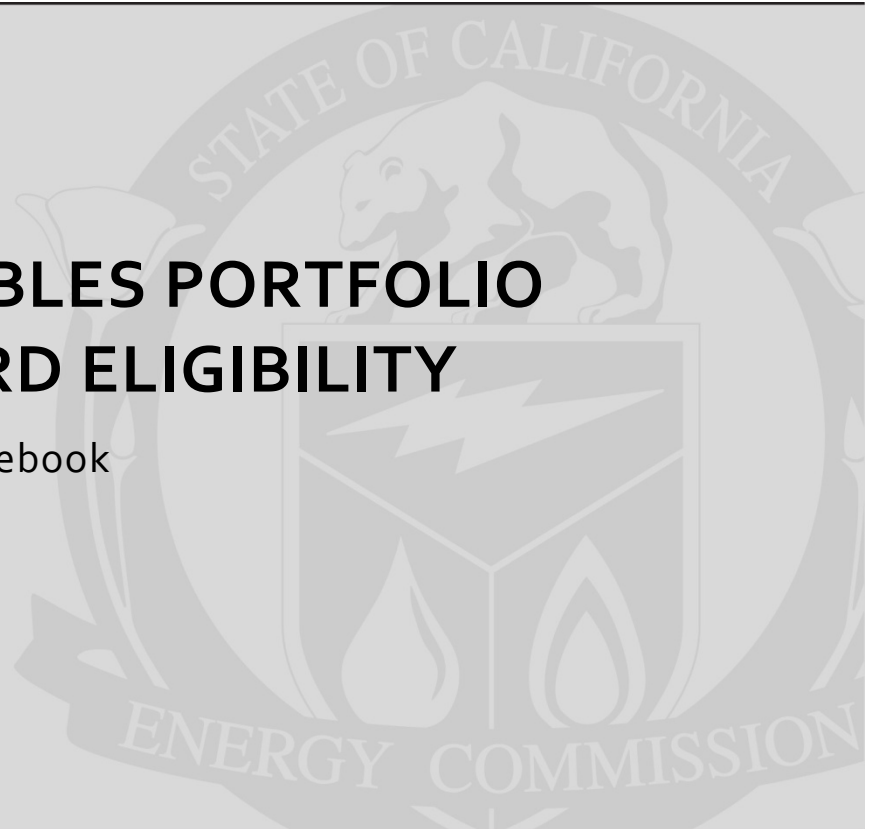 STATE OF CALIFORNIA
BLES PORTFOLIO
RD ELIGIBILITY
ebook
ENERGY COMMISSION